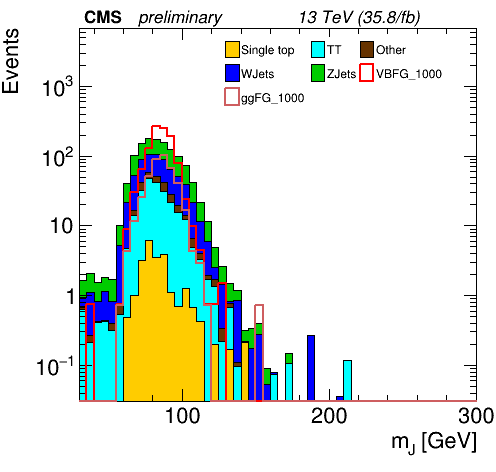 CMS preliminary 13 TeV (35.8/fb)
Events
Single top TT Other
WJets ZJets VBFG_1000
ggFG_1000
10³
10²
10
1
10⁻¹
100 200 300
m_J [GeV]